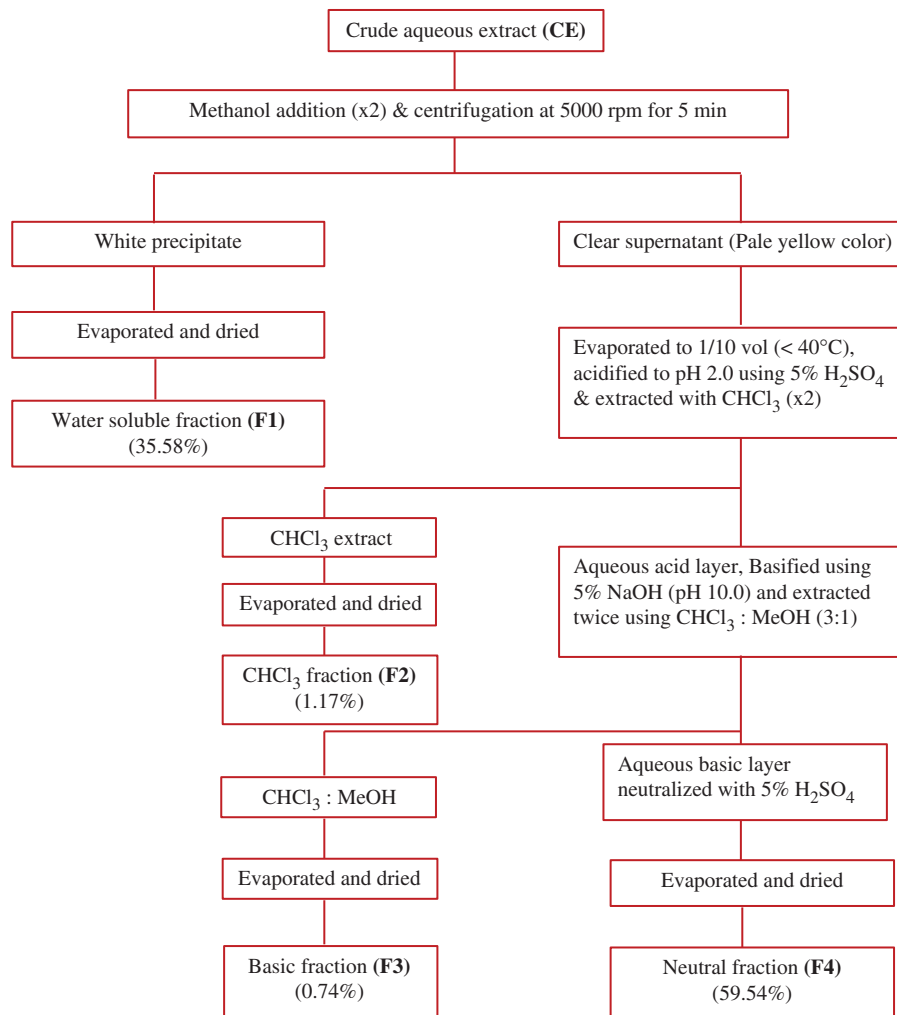 Crude aqueous extract (CE)
Methanol addition (x2) & centrifugation at 5000 rpm for 5 min
White precipitate
Clear supernatant (Pale yellow color)
Evaporated and dried
Evaporated to 1/10 vol (< 40°C),
acidified to pH 2.0 using 5% H2SO4
& extracted with CHCl3 (x2)
Water soluble fraction (F1)
(35.58%)
CHCl3 extract
Aqueous acid layer, Basified using
5% NaOH (pH 10.0) and extracted
twice using CHCl3 : MeOH (3:1)
Evaporated and dried
CHCl3 fraction (F2)
(1.17%)
CHCl3 : MeOH
Aqueous basic layer
neutralized with 5% H2SO4
Evaporated and dried
Evaporated and dried
Basic fraction (F3)
(0.74%)
Neutral fraction (F4)
(59.54%)